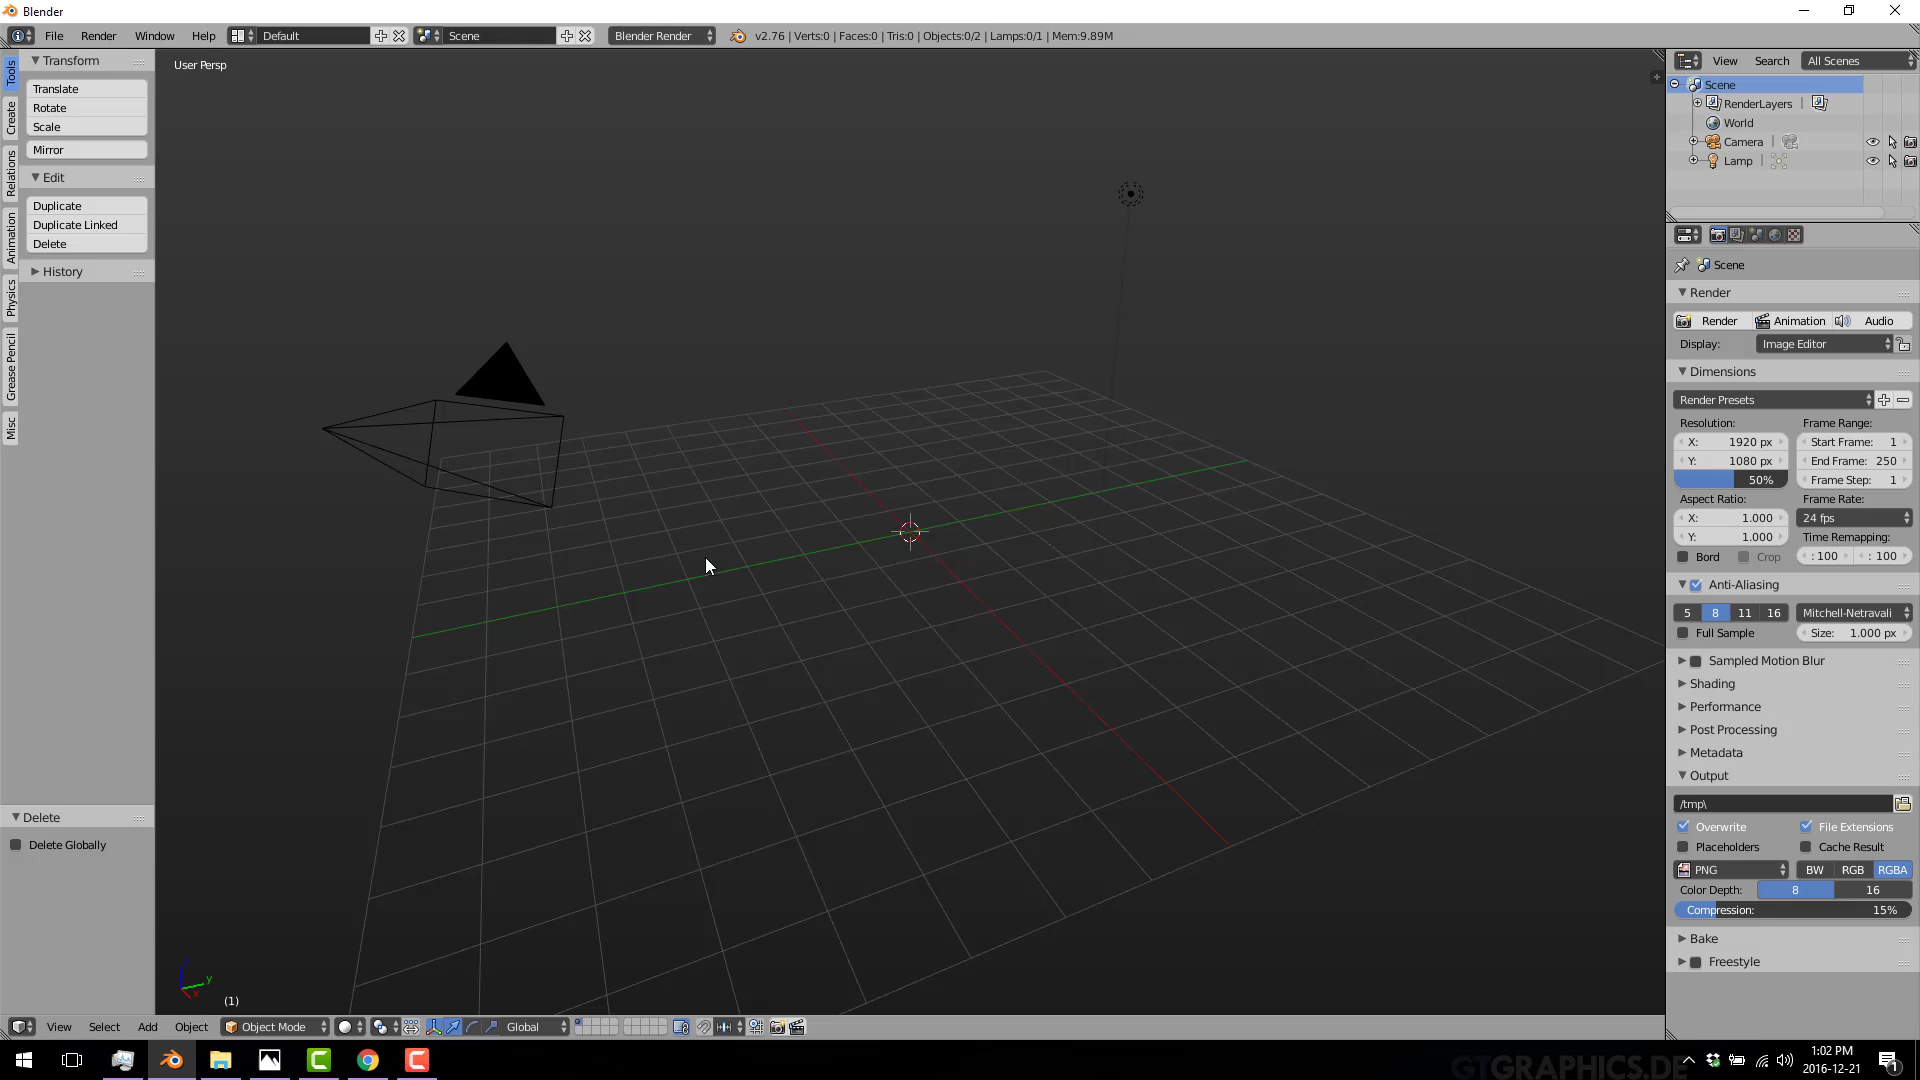 Blender
File Render Window Help Default Scene Blender Render v2.76 | Verts:0 | Faces:0 | Tris:0 | Objects:0/2 | Lamps:0/1 | Mem:9.89M
Tools
Create
Relations
Animation
Physics
Grease Pencil
Misc
Transform
Translate
Rotate
Scale
Mirror
Edit
Duplicate
Duplicate Linked
Delete
History
Delete
Delete Globally
User Persp
z
y
x
(1)
View Select Add Object Object Mode Global
View Search All Scenes
Scene
RenderLayers |
World
Camera |
Lamp |
Scene
Render
Render Animation Audio
Display: Image Editor
Dimensions
Render Presets
Resolution: Frame Range:
X: 1920 px Start Frame: 1
Y: 1080 px End Frame: 250
50% Frame Step: 1
Aspect Ratio: Frame Rate:
X: 1.000 24 fps
Y: 1.000 Time Remapping:
Bord Crop : 100 : 100
Anti-Aliasing
5 8 11 16 Mitchell-Netravali
Full Sample Size: 1.000 px
Sampled Motion Blur
Shading
Performance
Post Processing
Metadata
Output
/tmp\
Overwrite File Extensions
Placeholders Cache Result
PNG BW RGB RGBA
Color Depth: 8 16
Compression: 15%
Bake
Freestyle
GTGRAPHICS.DE
1:02 PM
2016-12-21
1